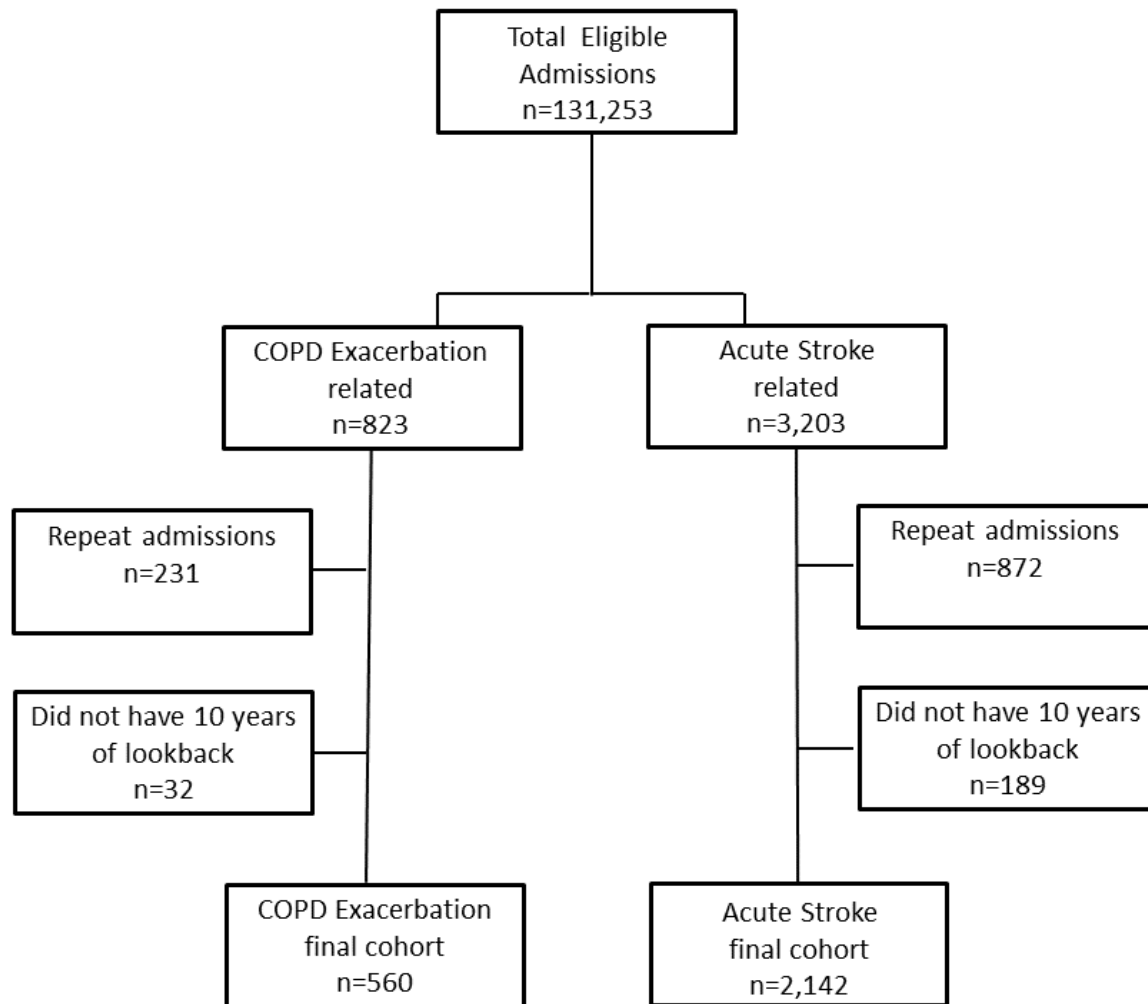 Total Eligible
Admissions
n=131,253
COPD Exacerbation
related
n=823
Acute Stroke
related
n=3,203
Repeat admissions
n=231
Repeat admissions
n=872
Did not have 10 years
of lookback
n=32
Did not have 10 years
of lookback
n=189
COPD Exacerbation
final cohort
n=560
Acute Stroke
final cohort
n=2,142